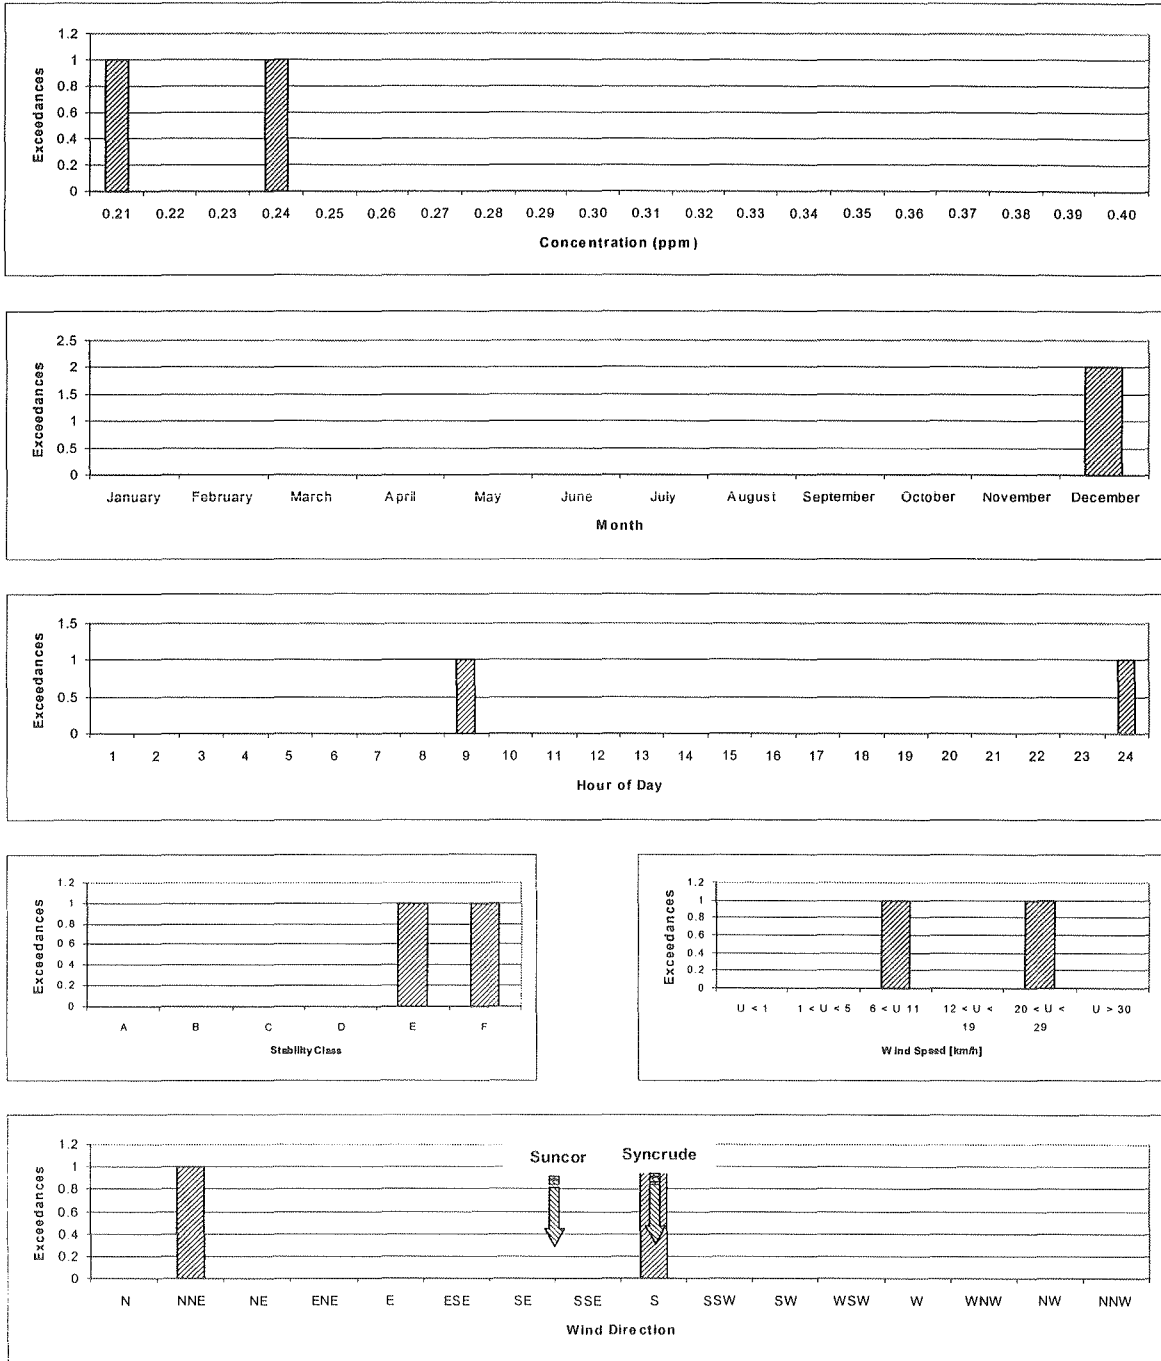 1.2
1
0.8
0.6
0.4
0.2
0
Exceedances
0.21 0.22 0.23 0.24 0.25 0.26 0.27 0.28 0.29 0.30 0.31 0.32 0.33 0.34 0.35 0.36 0.37 0.38 0.39 0.40
Concentration (ppm)
2.5
2
1.5
1
0.5
0
Exceedances
January February March April May June July August September October November December
Month
1.5
1
0.5
0
Exceedances
1 2 3 4 5 6 7 8 9 10 11 12 13 14 15 16 17 18 19 20 21 22 23 24
Hour of Day
1.2
1
0.8
0.6
0.4
0.2
0
Exceedances
A B C D E F
Stability Class
1.2
1
0.8
0.6
0.4
0.2
0
Exceedances
U < 1 1 < U < 5 6 < U 11 12 < U < 20 < U < U > 30
19 29
Wind Speed [km/h]
1.2
1
0.8
0.6
0.4
0.2
0
Exceedances
Suncor Syncrude
N NNE NE ENE E ESE SE SSE S SSW SW WSW W WNW NW NNW
Wind Direction